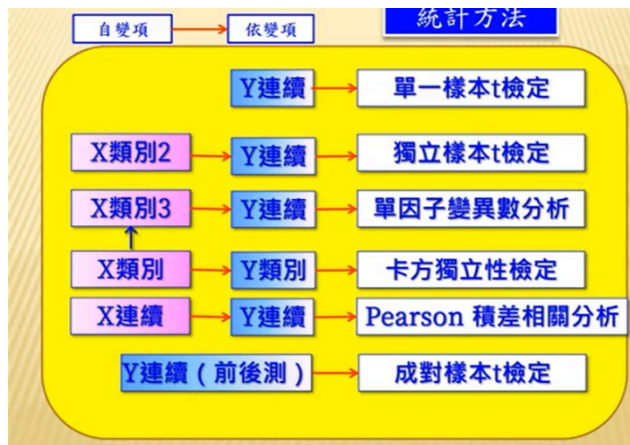 自變項 依變項 統計方法
Y連續 單一樣本t檢定
X類別2 Y連續 獨立樣本t檢定
X類別3 Y連續 單因子變異數分析
X類別 Y類別 卡方獨立性檢定
X連續 Y連續 Pearson 積差相關分析
Y連續（前後測） 成對樣本t檢定